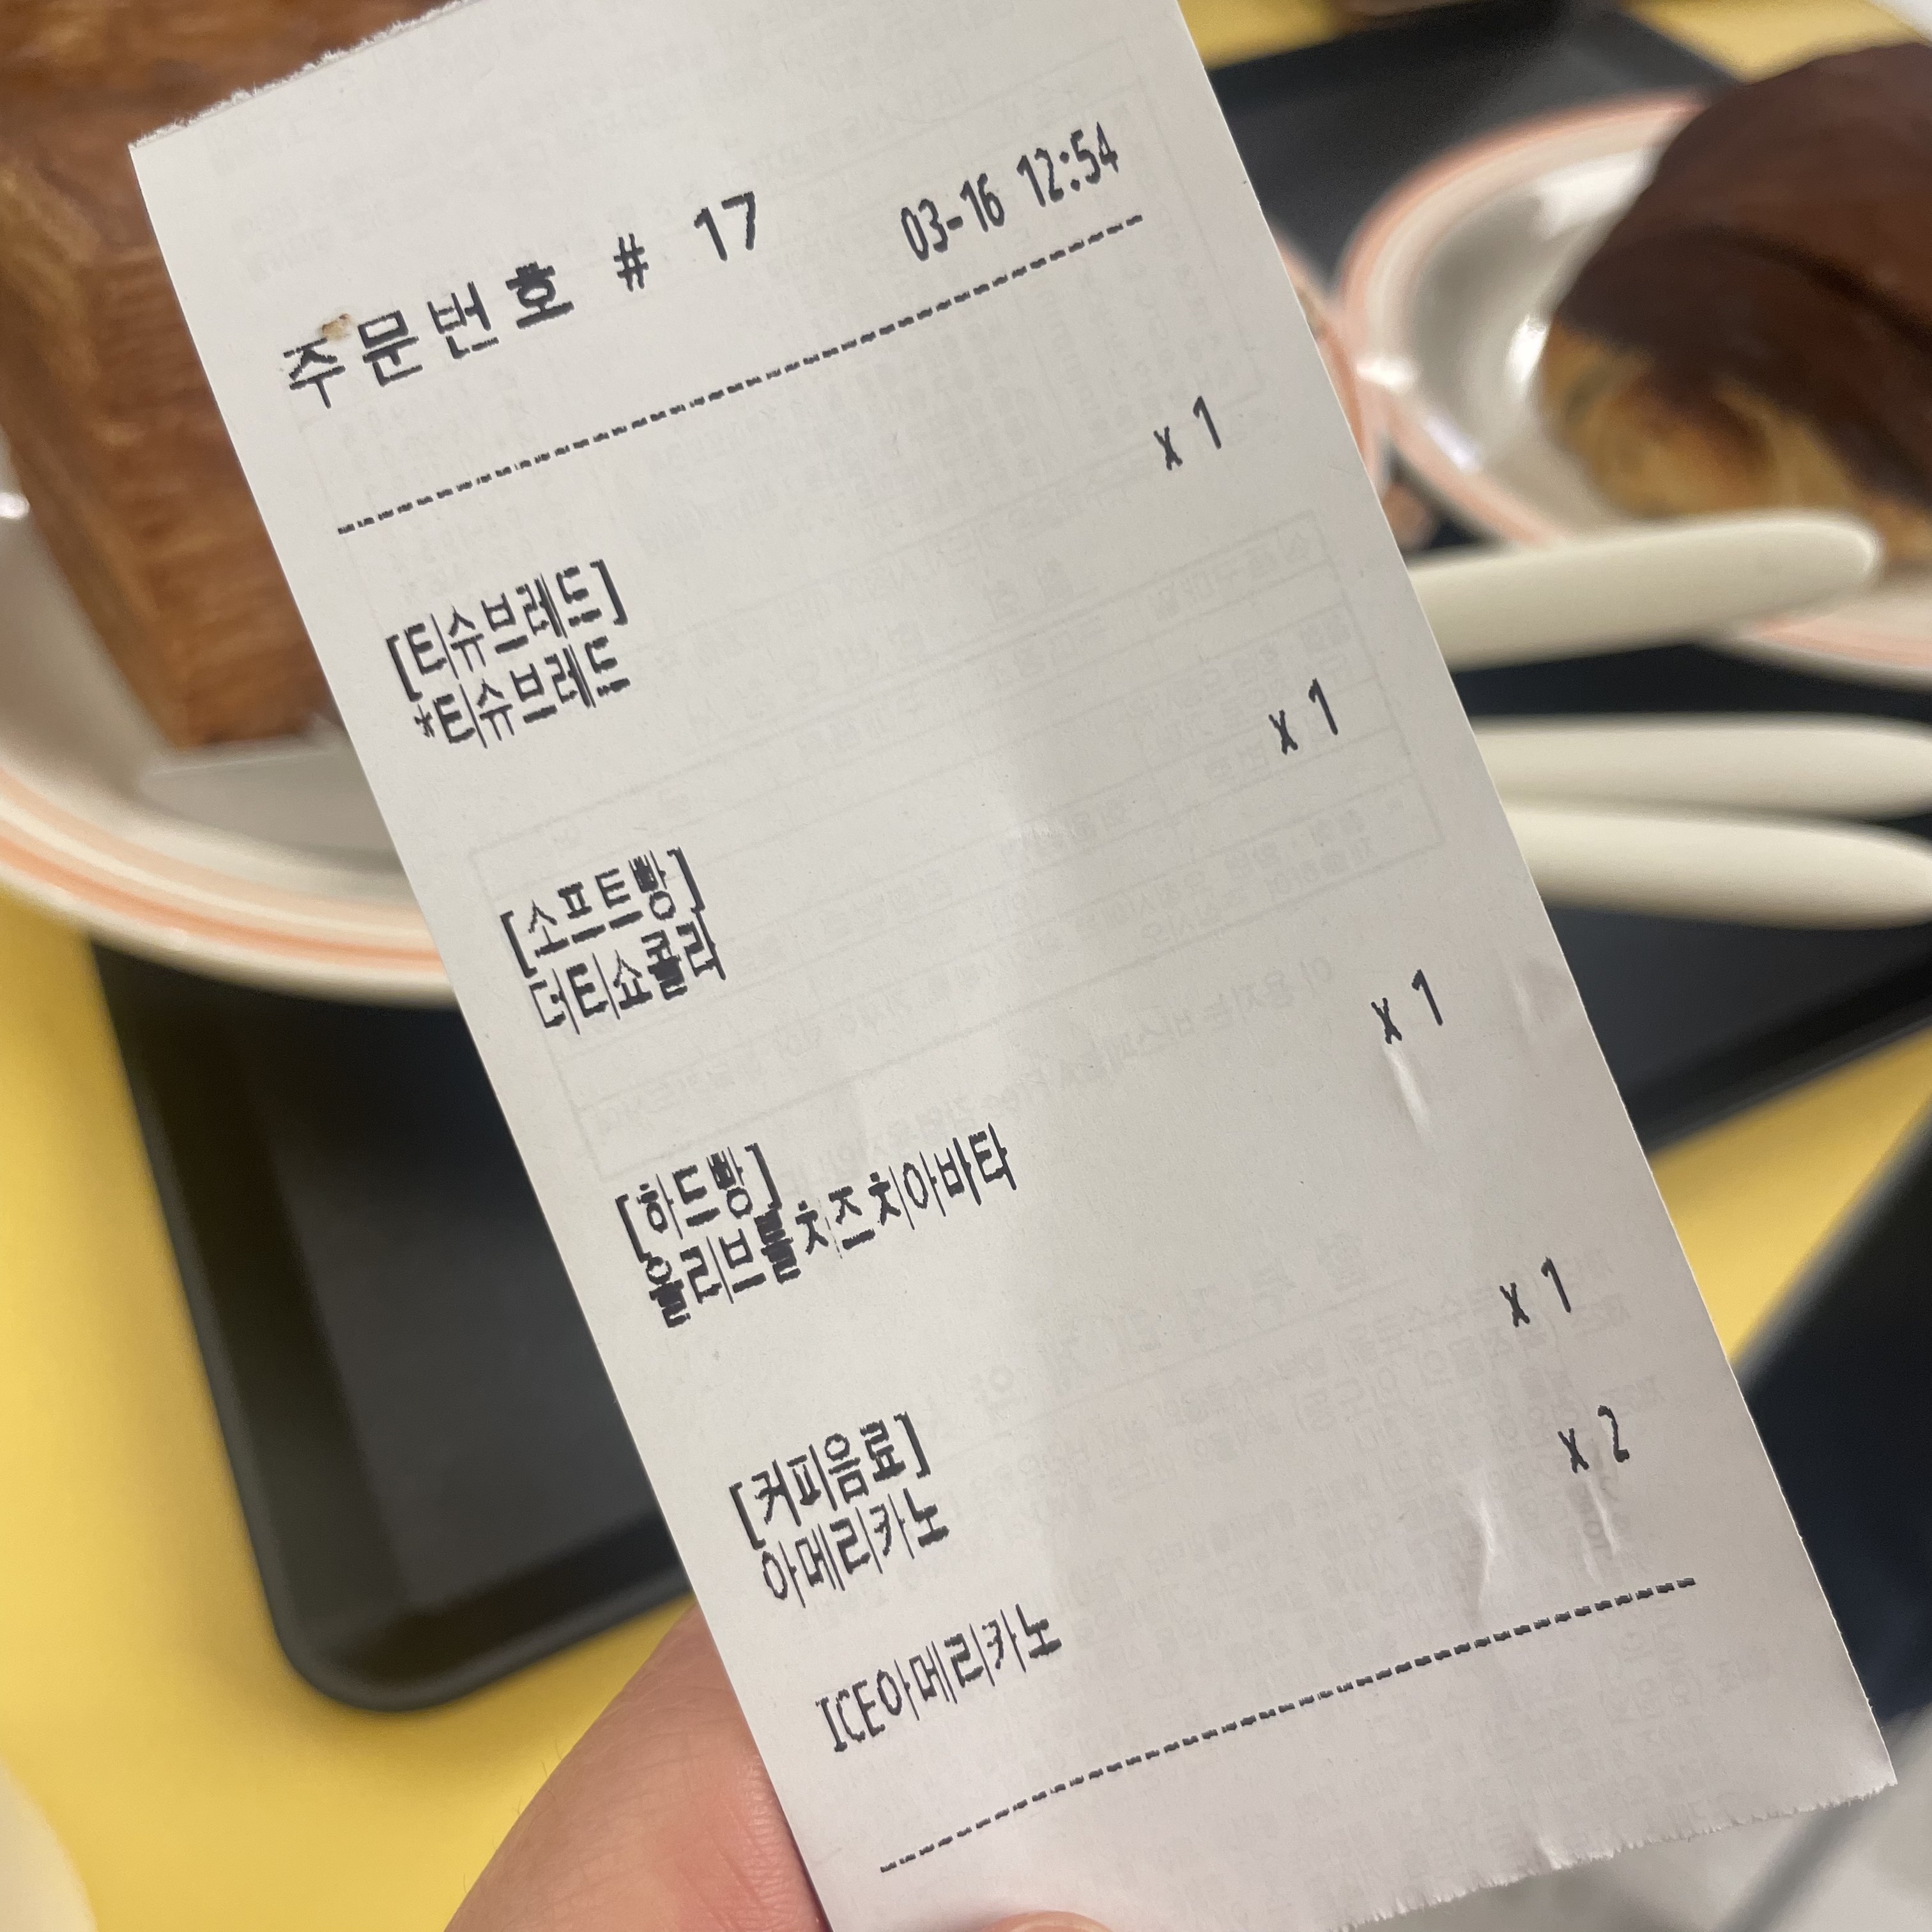 주문번호 # 17 03-16 12:54
[티슈브레드] x 1
*티슈브레드
[소프트빵] x 1
더티쇼콜라
[하드빵] x 1
올리브롤치즈치아바타
[커피음료] x 1
아메리카노
ICE아메리카노 x 2